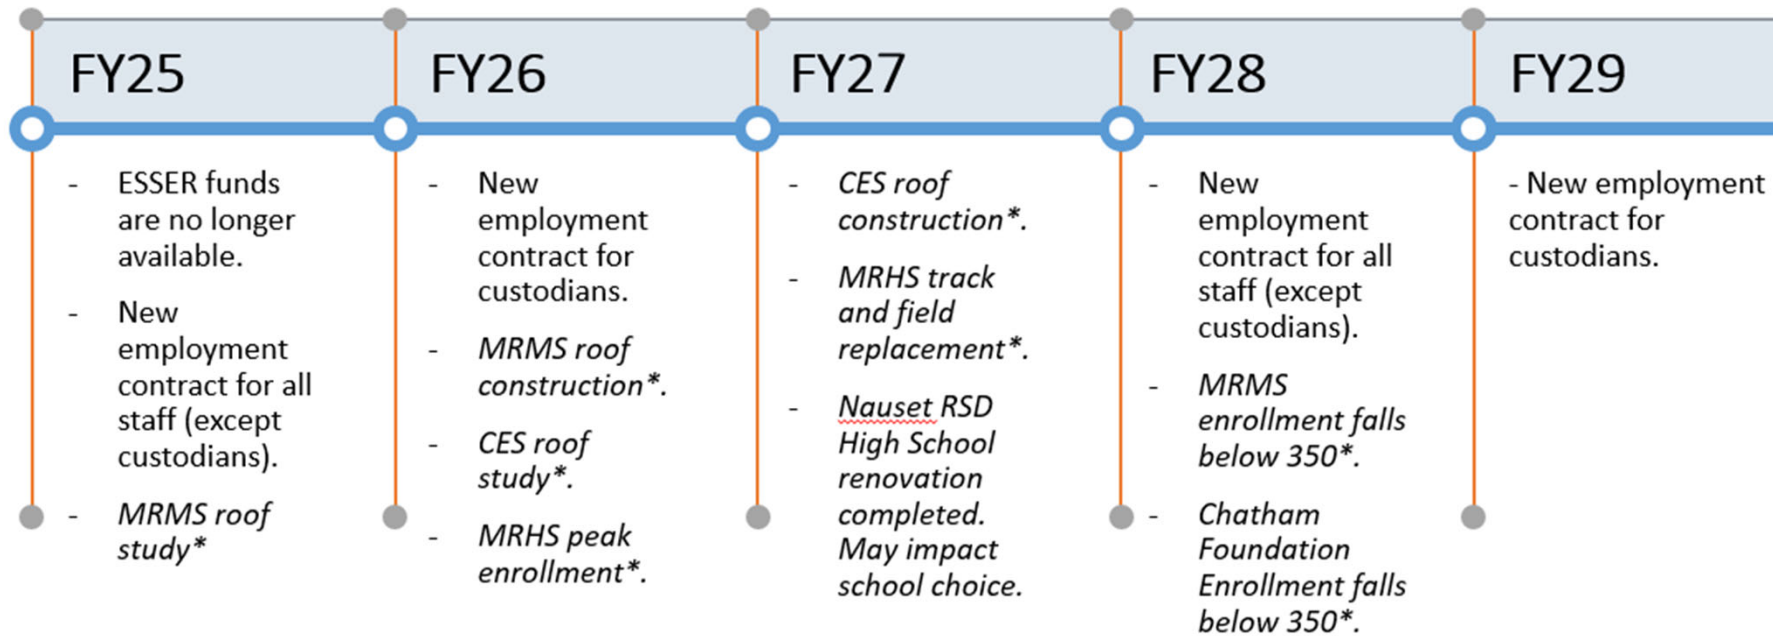 FY25
- ESSER funds
are no longer
available.
- New
employment
contract for all
staff (except
custodians).
- MRMS roof
study*
FY26
- New
employment
contract for
custodians.
- MRMS roof
construction*.
- CES roof
study*.
- MRHS peak
enrollment*.
FY27
- CES roof
construction*.
- MRHS track
and field
replacement*.
- Nauset RSD
High School
renovation
completed.
May impact
school choice.
FY28
- New
employment
contract for all
staff (except
custodians).
- MRMS
enrollment falls
below 350*.
- Chatham
Foundation
Enrollment falls
below 350*.
FY29
- New employment
contract for
custodians.